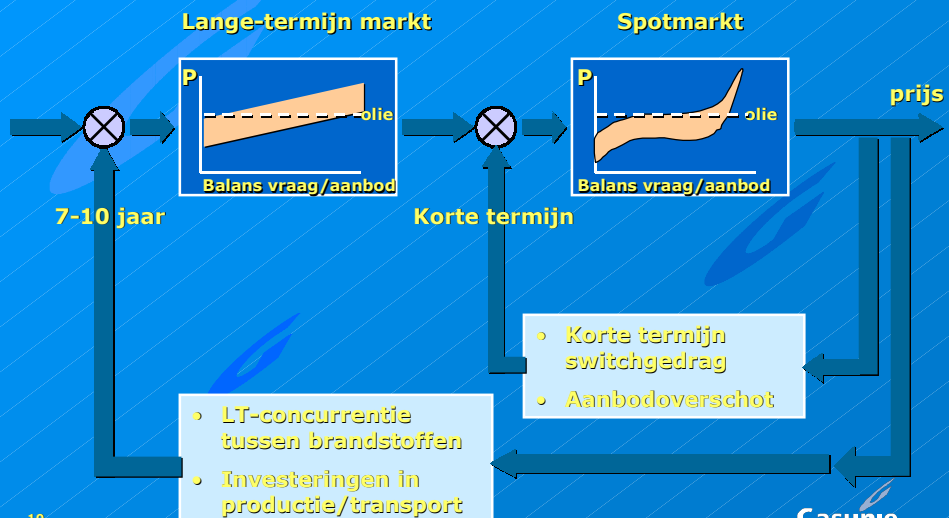 Lange-termijn markt
Spotmarkt
P
olie
Balans vraag/aanbod
P
olie
Balans vraag/aanbod
prijs
7-10 jaar
Korte termijn
• Korte termijn
switchgedrag
• Aanbodoverschot
• LT-concurrentie
tussen brandstoffen
• Investeringen in
productie/transport